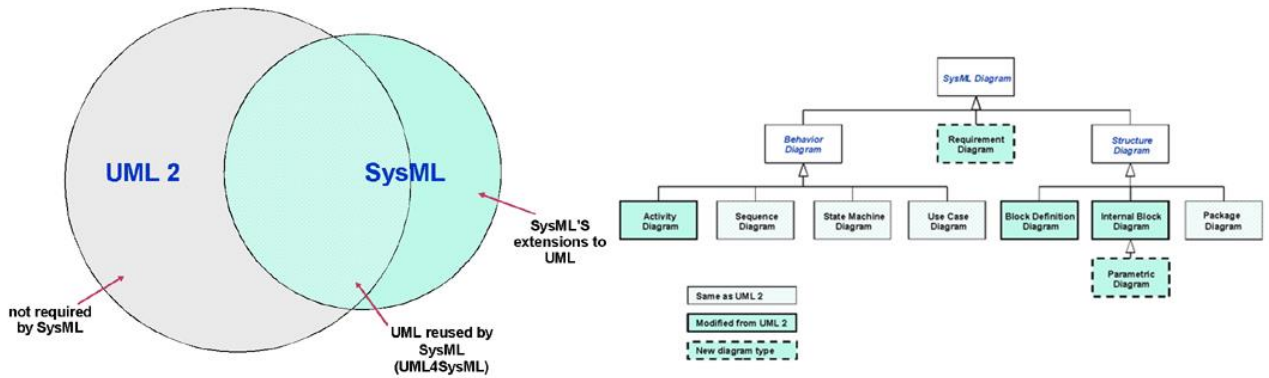 UML 2
SysML
SysML'S
extensions to
UML
not required
by SysML
UML reused by
SysML
(UML4SysML)
SysML Diagram
Behavior
Diagram
Requirement
Diagram
Structure
Diagram
Activity
Diagram
Sequence
Diagram
State Machine
Diagram
Use Case
Diagram
Block Definition
Diagram
Internal Block
Diagram
Package
Diagram
Parametric
Diagram
Same as UML 2
Modified from UML 2
New diagram type